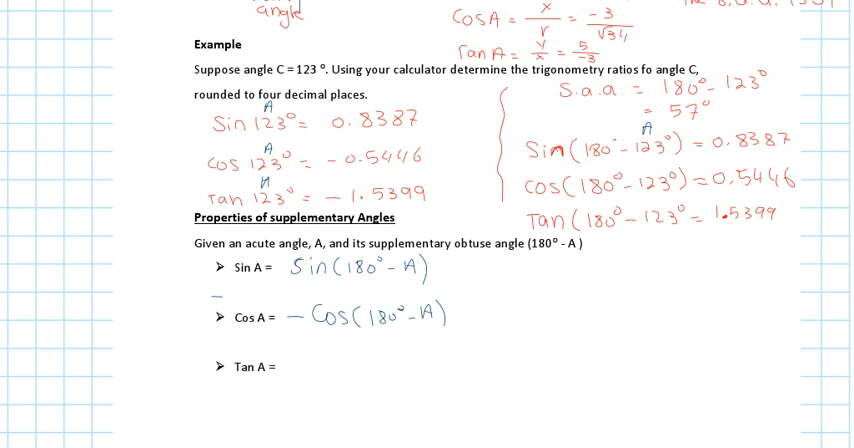 angle
Cos A = x/r = -3/√34
Tan A = y/x = 5/-3
Example
Suppose angle C = 123 °. Using your calculator determine the trigonometry ratios fo angle C,
rounded to four decimal places.
A
Sin 123° = 0.8387
A
Cos 123° = - 0.5446
A
Tan 123° = - 1.5399
S.a.a = 180° - 123°
= 57°
A
Sin(180° - 123°) = 0.8387
Cos(180° - 123°) = 0.5446
Tan(180° - 123° = 1.5399
Properties of supplementary Angles
Given an acute angle, A, and its supplementary obtuse angle (180° - A )
➤ Sin A = Sin(180° - A)
➤ Cos A = - Cos(180° - A)
➤ Tan A =